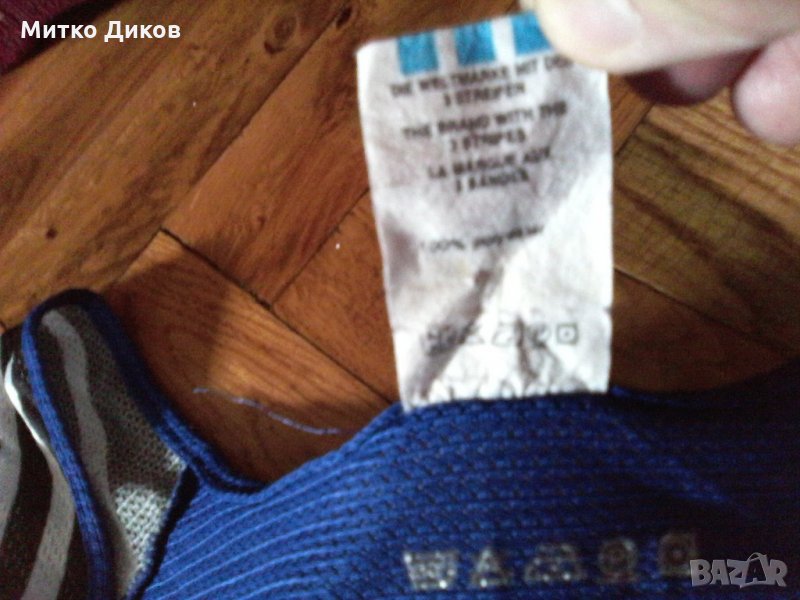 Митко Диков
DIE WELTMARKE MIT DEN
3 STREIFEN
THE BRAND WITH THE
3 STRIPES
LA MARQUE AUX
3 BANDES
100%
BAZAR